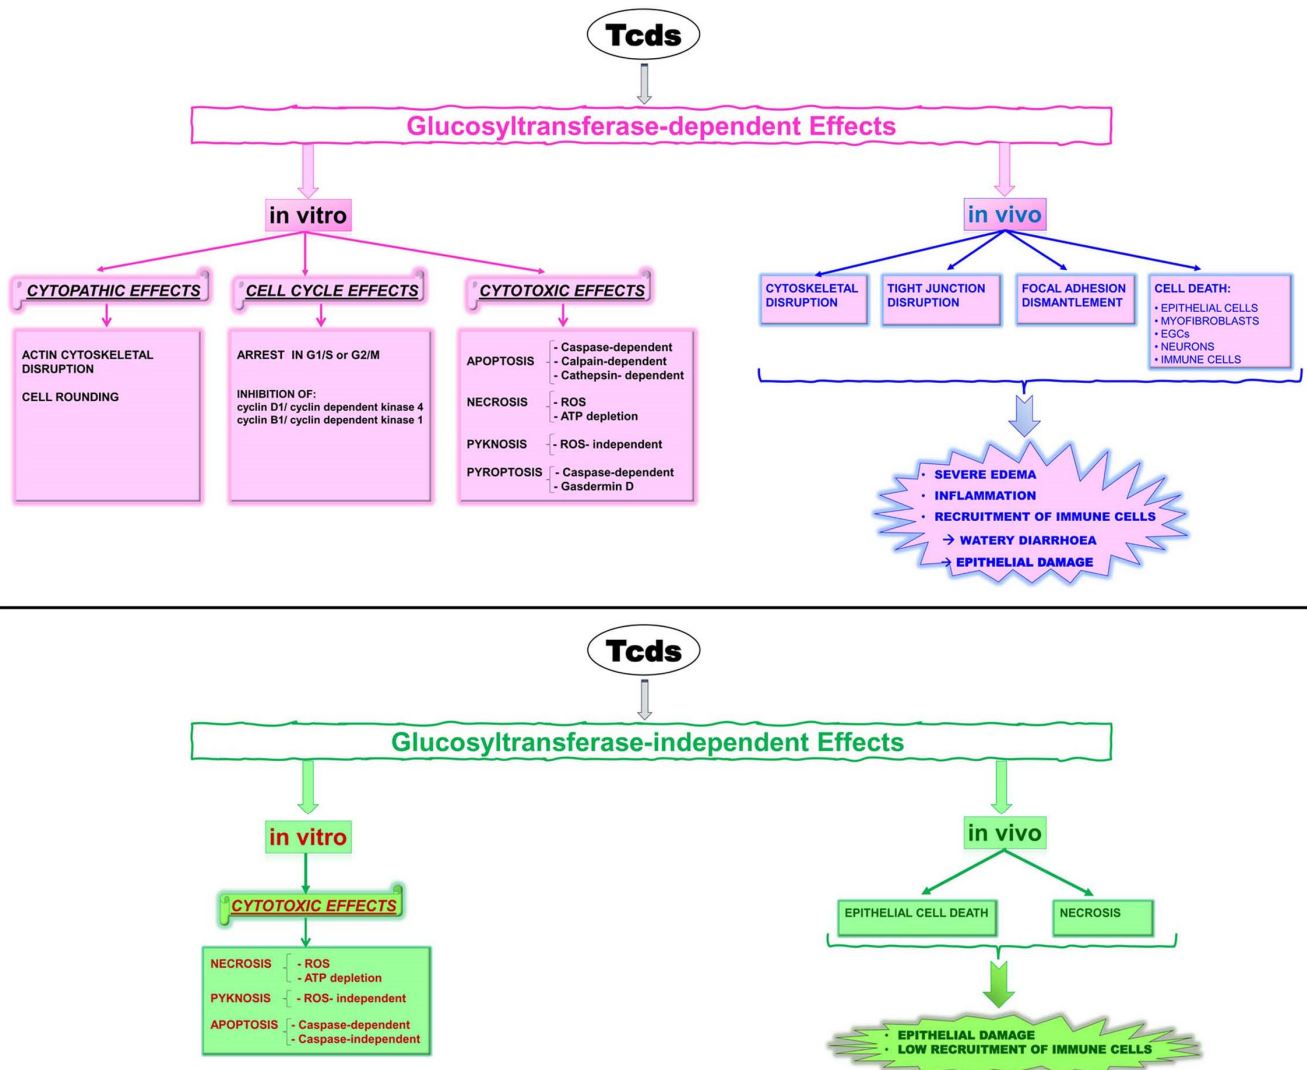 Tcds
Glucosyltransferase-dependent Effects
in vitro
CYTOPATHIC EFFECTS
ACTIN CYTOSKELETAL
DISRUPTION
CELL ROUNDING
CELL CYCLE EFFECTS
ARREST IN G1/S or G2/M
INHIBITION OF:
cyclin D1/ cyclin dependent kinase 4
cyclin B1/ cyclin dependent kinase 1
CYTOTOXIC EFFECTS
APOPTOSIS
- Caspase-dependent
- Calpain-dependent
- Cathepsin- dependent
NECROSIS
- ROS
- ATP depletion
PYKNOSIS
- ROS- independent
PYROPTOSIS
- Caspase-dependent
- Gasdermin D
in vivo
CYTOSKELETAL
DISRUPTION
TIGHT JUNCTION
DISRUPTION
FOCAL ADHESION
DISMANTLEMENT
CELL DEATH:
• EPITHELIAL CELLS
• MYOFIBROBLASTS
• EGCs
• NEURONS
• IMMUNE CELLS
• SEVERE EDEMA
• INFLAMMATION
• RECRUITMENT OF IMMUNE CELLS
→ WATERY DIARRHOEA
→ EPITHELIAL DAMAGE
Tcds
Glucosyltransferase-independent Effects
in vitro
CYTOTOXIC EFFECTS
NECROSIS
- ROS
- ATP depletion
PYKNOSIS
- ROS- independent
APOPTOSIS
- Caspase-dependent
- Caspase-independent
in vivo
EPITHELIAL CELL DEATH
NECROSIS
• EPITHELIAL DAMAGE
• LOW RECRUITMENT OF IMMUNE CELLS